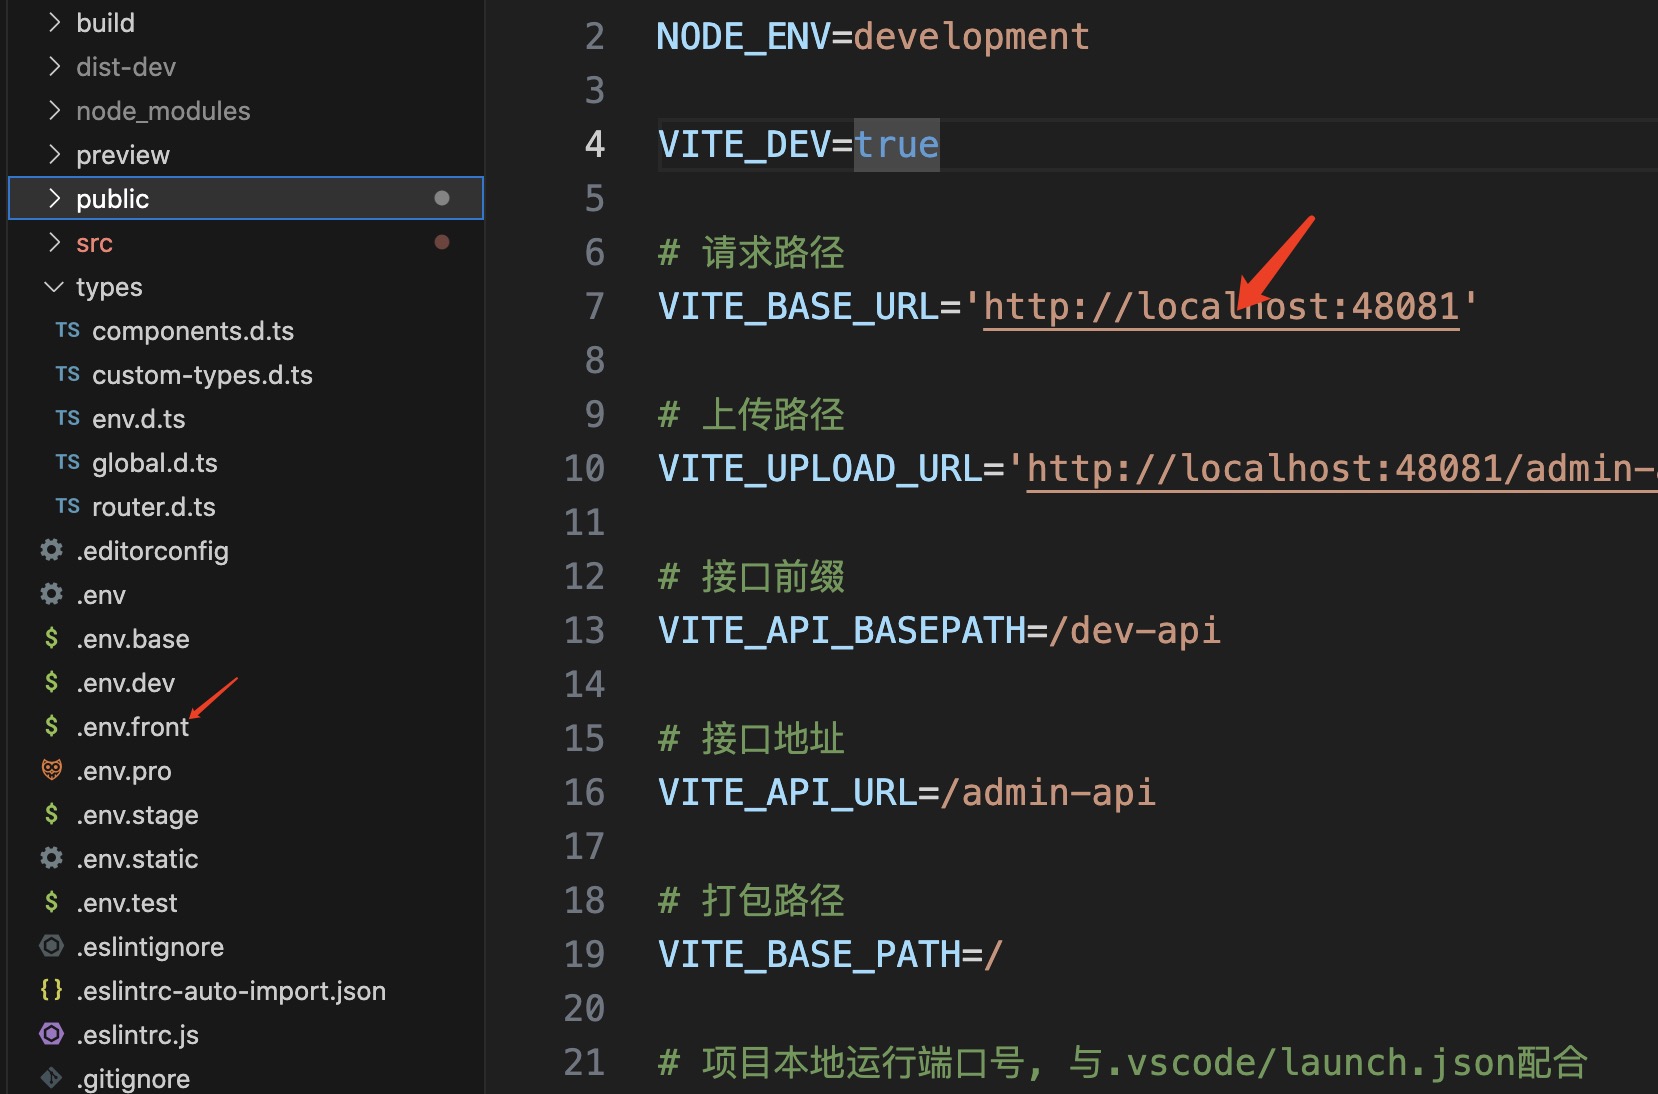 build
dist-dev
node_modules
preview
public
src
types
TS components.d.ts
TS custom-types.d.ts
TS env.d.ts
TS global.d.ts
TS router.d.ts
.editorconfig
.env
$ .env.base
$ .env.dev
$ .env.front
.env.pro
$ .env.stage
.env.static
$ .env.test
.eslintignore
{} .eslintrc-auto-import.json
.eslintrc.js
.gitignore
2 NODE_ENV=development
3
4 VITE_DEV=true
5
6 # 请求路径
7 VITE_BASE_URL='http://localhost:48081'
8
9 # 上传路径
10 VITE_UPLOAD_URL='http://localhost:48081/admin-
11
12 # 接口前缀
13 VITE_API_BASEPATH=/dev-api
14
15 # 接口地址
16 VITE_API_URL=/admin-api
17
18 # 打包路径
19 VITE_BASE_PATH=/
20
21 # 项目本地运行端口号, 与.vscode/launch.json配合